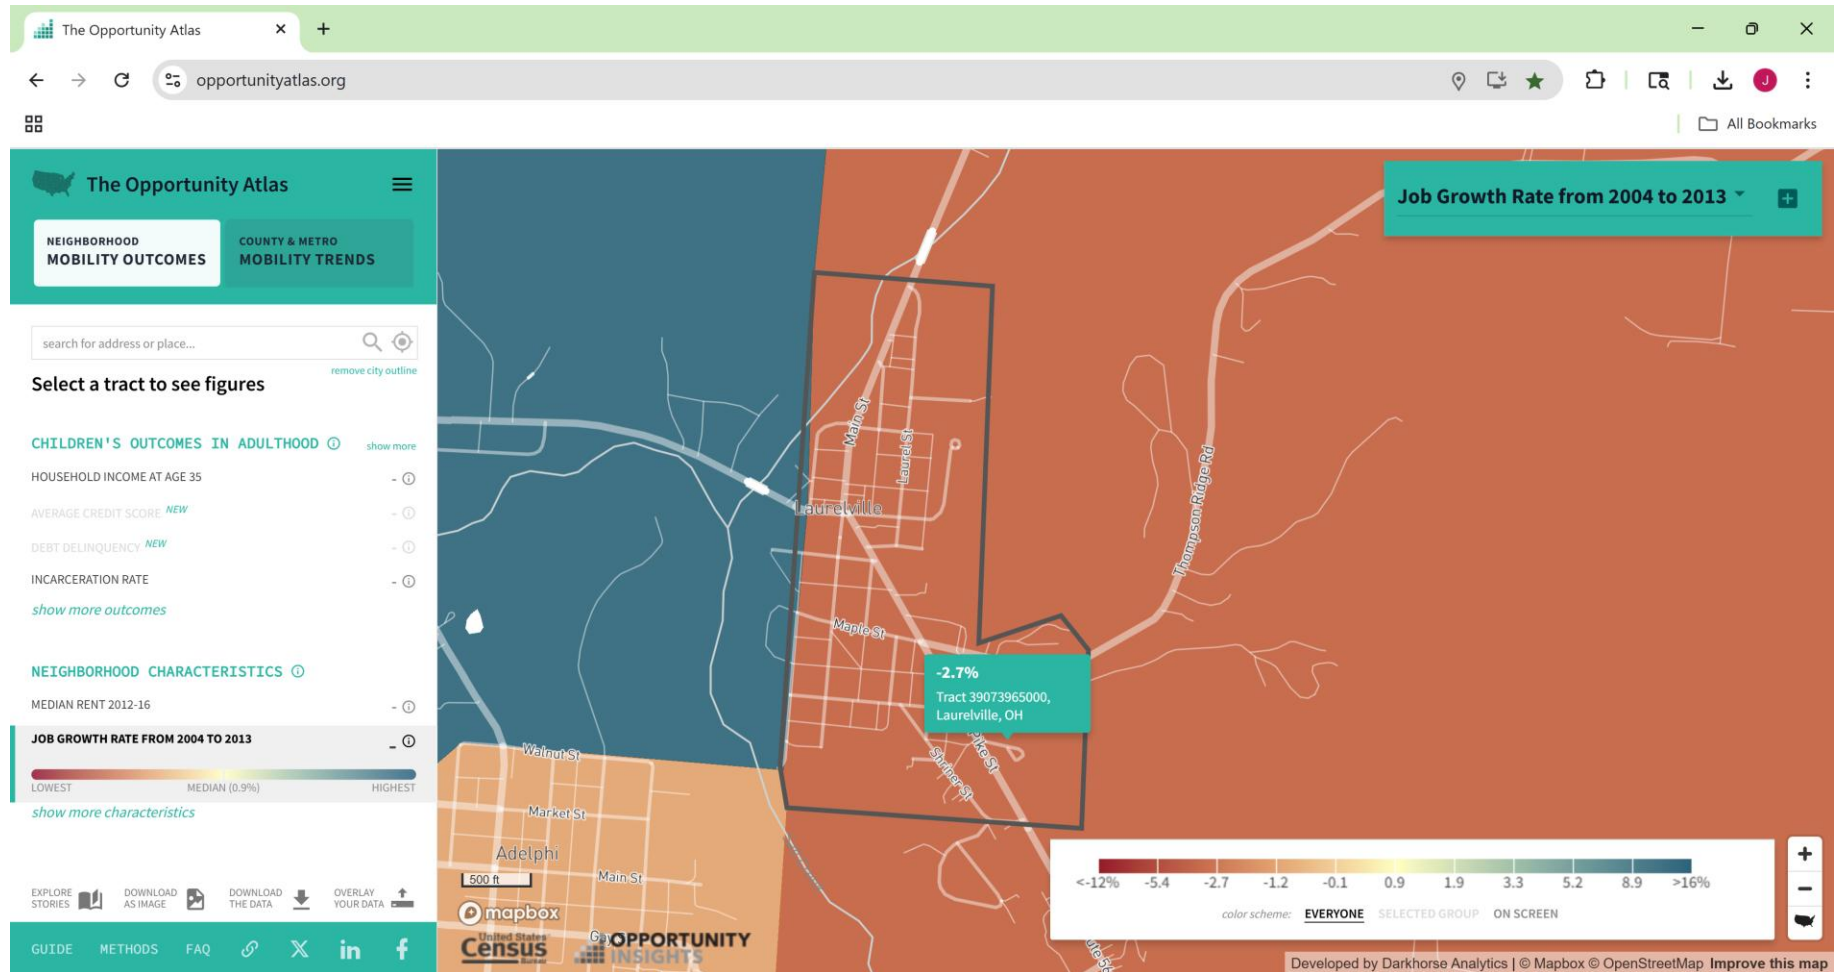 The Opportunity Atlas
opportunityatlas.org
J
All Bookmarks
The Opportunity Atlas
NEIGHBORHOOD
MOBILITY OUTCOMES
COUNTY & METRO
MOBILITY TRENDS
search for address or place...
remove city outline
Select a tract to see figures
CHILDREN'S OUTCOMES IN ADULTHOOD
show more
HOUSEHOLD INCOME AT AGE 35 -
AVERAGE CREDIT SCORE NEW -
DEBT DELINQUENCY NEW -
INCARCERATION RATE -
show more outcomes
NEIGHBORHOOD CHARACTERISTICS
MEDIAN RENT 2012-16 -
JOB GROWTH RATE FROM 2004 TO 2013 -
LOWEST MEDIAN (0.9%) HIGHEST
show more characteristics
EXPLORE
STORIES
DOWNLOAD
AS IMAGE
DOWNLOAD
THE DATA
OVERLAY
YOUR DATA
GUIDE METHODS FAQ
Job Growth Rate from 2004 to 2013
Main St
Laurel St
Laurelville
Thompson Ridge Rd
Maple St
-2.7%
Tract 39073965000,
Laurelville, OH
Pike St
Shriner St
Walnut St
Market St
Adelphi
Main St
500 ft
mapbox
United States
Census
Bureau
OPPORTUNITY
INSIGHTS
<-12% -5.4 -2.7 -1.2 -0.1 0.9 1.9 3.3 5.2 8.9 >16%
color scheme: EVERYONE SELECTED GROUP ON SCREEN
Developed by Darkhorse Analytics | © Mapbox © OpenStreetMap Improve this map